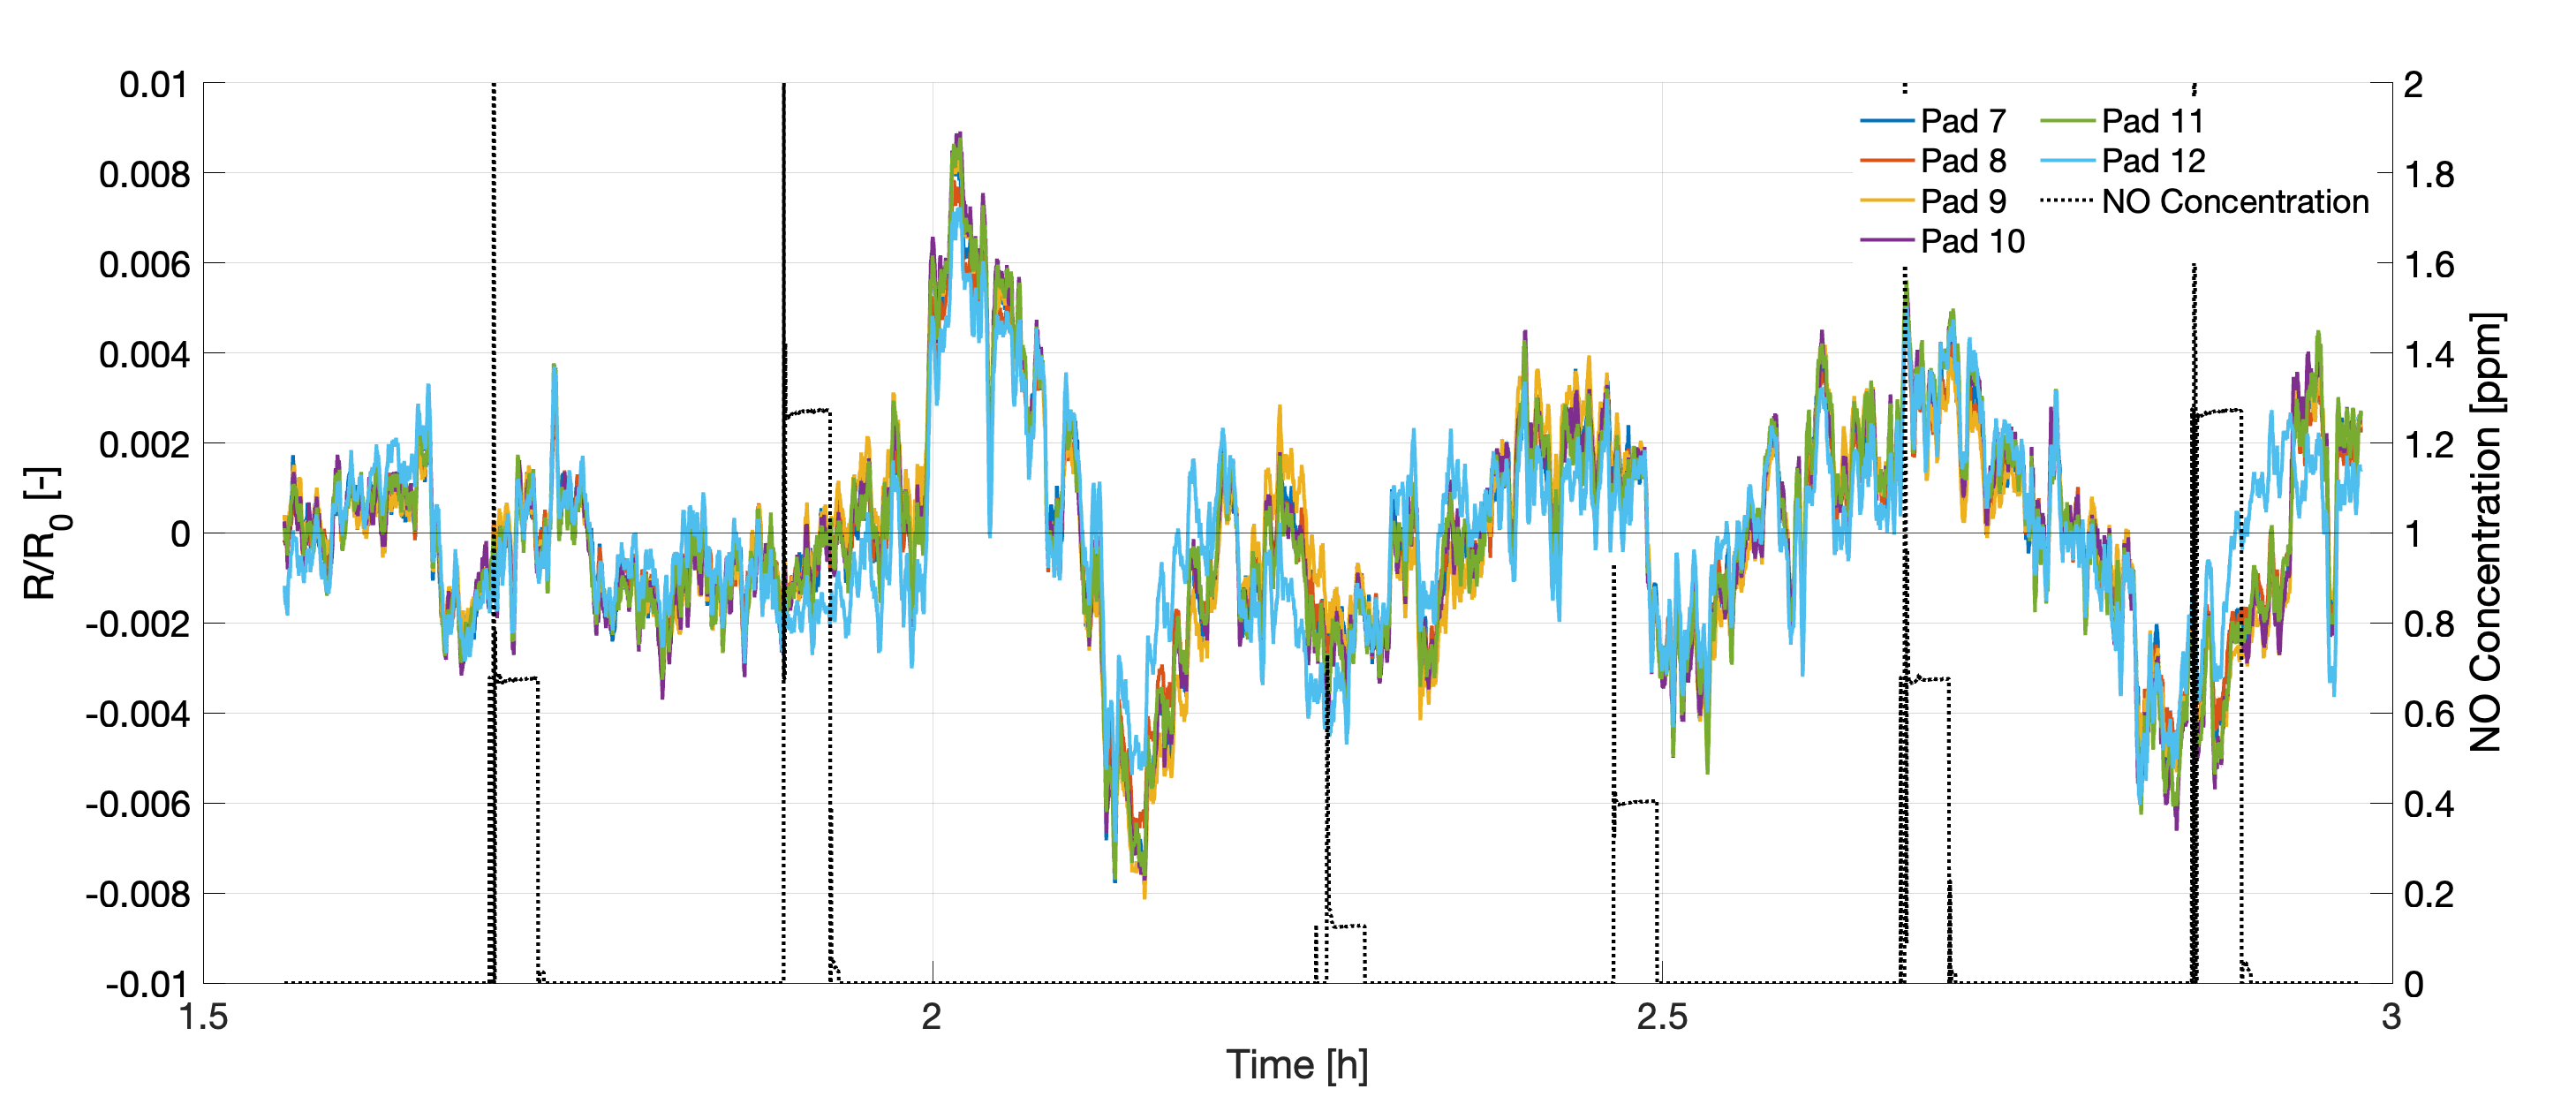 0.01
0.008
0.006
0.004
0.002
0
-0.002
-0.004
-0.006
-0.008
-0.01
R/R0 [-]
1.5
2
2.5
3
Time [h]
2
1.8
1.6
1.4
1.2
1
0.8
0.6
0.4
0.2
0
NO Concentration [ppm]
Pad 7
Pad 8
Pad 9
Pad 10
Pad 11
Pad 12
NO Concentration